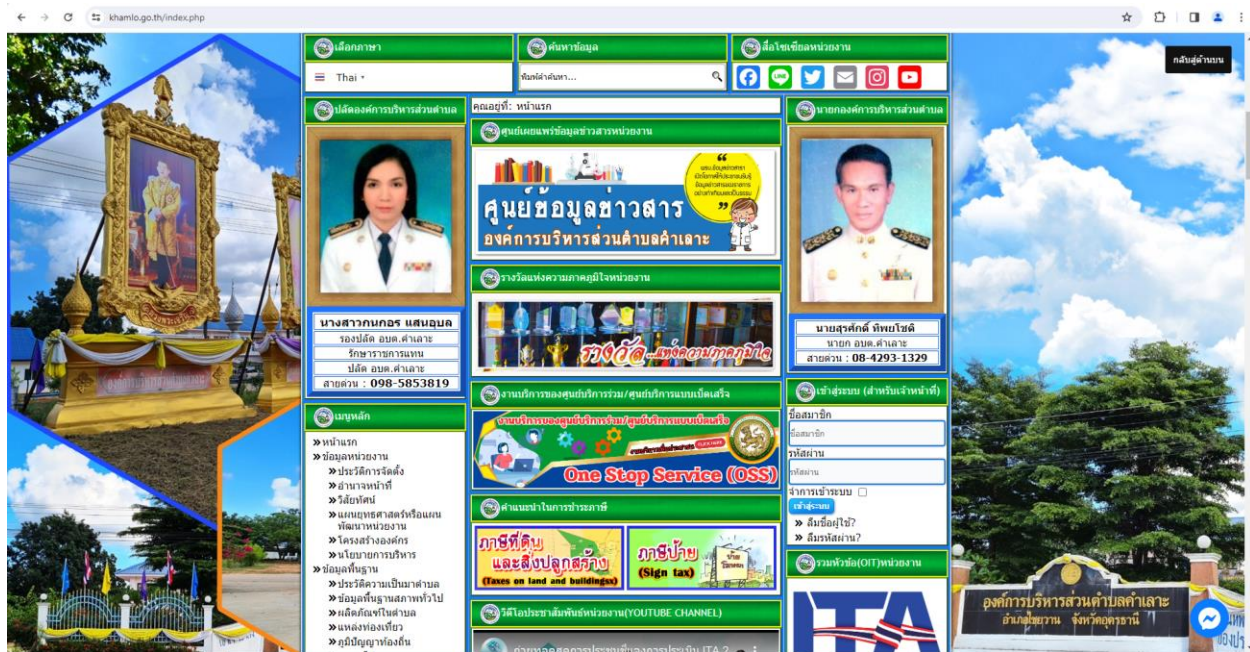 khamlo.go.th/index.php
กลับสู่ด้านบน
เลือกภาษา
Thai
ค้นหาข้อมูล
พิมพ์คำค้นหา...
สื่อโซเชียลหน่วยงาน
LINE
ปลัดองค์การบริหารส่วนตำบล
นางสาวกนกอร แสนอุบล
รองปลัด อบต.คำเลาะ
รักษาราชการแทน
ปลัด อบต.คำเลาะ
สายด่วน : 098-5853819
เมนูหลัก
»หน้าแรก
»ข้อมูลหน่วยงาน
»ประวัติการจัดตั้ง
»อำนาจหน้าที่
»วิสัยทัศน์
»แผนยุทธศาสตร์หรือแผน
พัฒนาหน่วยงาน
»โครงสร้างองค์กร
»นโยบายการบริหาร
»ข้อมูลพื้นฐาน
»ประวัติความเป็นมาตำบล
»ข้อมูลพื้นฐานสภาพทั่วไป
»ผลิตภัณฑ์ในตำบล
»แหล่งท่องเที่ยว
»ภูมิปัญญาท้องถิ่น
คุณอยู่ที่: หน้าแรก
ศูนย์เผยแพร่ข้อมูลข่าวสารหน่วยงาน
ศูนย์ข้อมูลข่าวสาร
องค์การบริหารส่วนตำบลคำเลาะ
รางวัลแห่งความภาคภูมิใจหน่วยงาน
รางวัล...แห่งความภาคภูมิใจ
งานบริการของศูนย์บริการร่วม/ศูนย์บริการแบบเบ็ดเสร็จ
งานบริการของศูนย์บริการร่วม/ศูนย์บริการแบบเบ็ดเสร็จ
One Stop Service (OSS)
คำแนะนำในการชำระภาษี
ภาษีที่ดิน
และสิ่งปลูกสร้าง
(Taxes on land and buildingsx)
ภาษีป้าย
(Sign tax)
วีดีโอประชาสัมพันธ์หน่วยงาน(YOUTUBE CHANNEL)
นายกองค์การบริหารส่วนตำบล
นายสุรศักดิ์ ทิพยโชติ
นายก อบต.คำเลาะ
สายด่วน : 08-4293-1329
เข้าสู่ระบบ (สำหรับเจ้าหน้าที่)
ชื่อสมาชิก
ชื่อสมาชิก
รหัสผ่าน
รหัสผ่าน
จำการเข้าระบบ
เข้าสู่ระบบ
» ลืมชื่อผู้ใช้?
» ลืมรหัสผ่าน?
รวมหัวข้อ(OIT)หน่วยงาน
ITA
องค์การบริหารส่วนตำบลคำเลาะ
อำเภอไชยวาน จังหวัดอุดรธานี